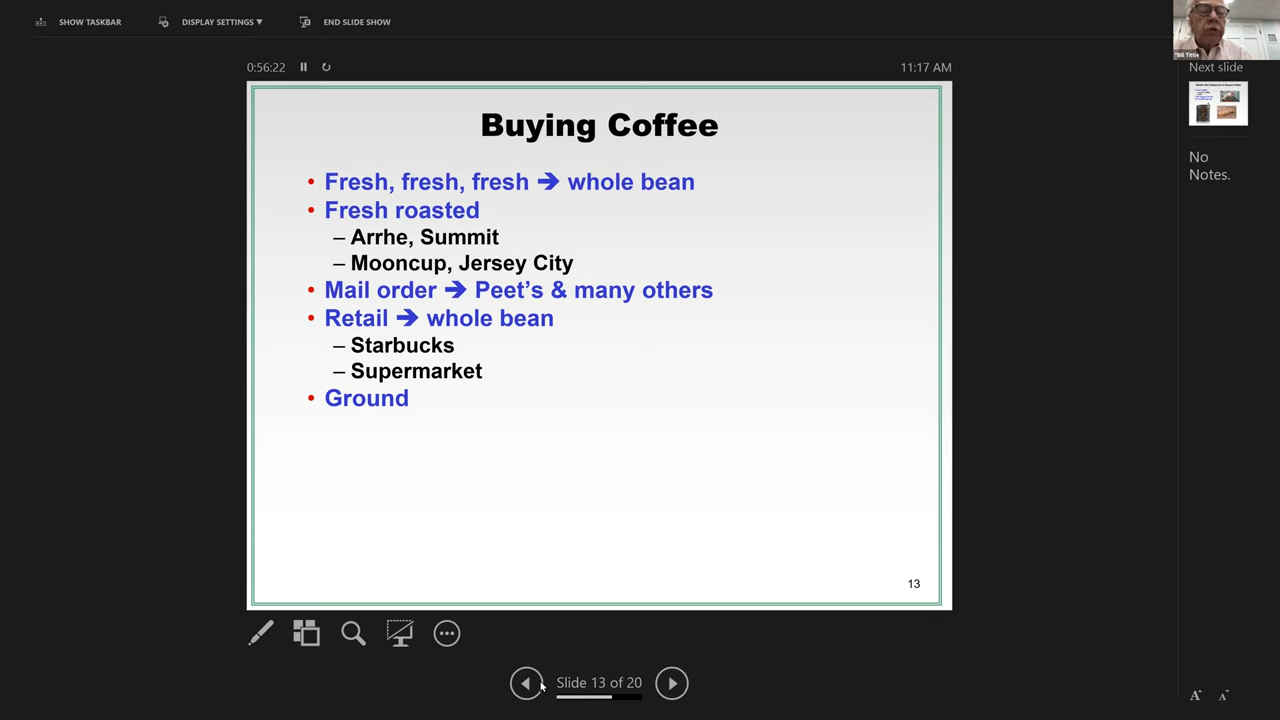 SHOW TASKBAR
DISPLAY SETTINGS ▼
END SLIDE SHOW
0:56:22
11:17 AM
Buying Coffee
• Fresh, fresh, fresh ➔ whole bean
• Fresh roasted
– Arrhe, Summit
– Mooncup, Jersey City
• Mail order ➔ Peet's & many others
• Retail ➔ whole bean
– Starbucks
– Supermarket
• Ground
13
Slide 13 of 20
Bill Tittle
Next slide
No
Notes.
A A